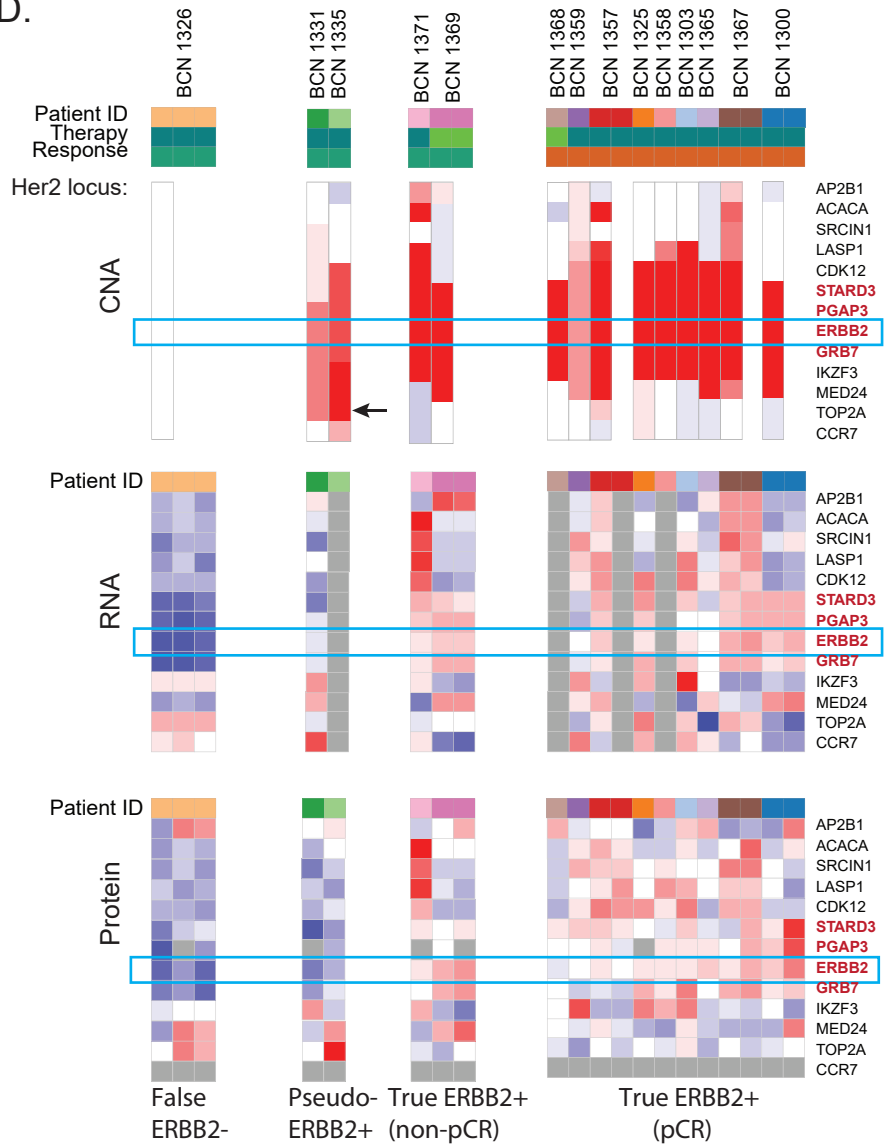 D.
BCN 1326
BCN 1331
BCN 1335
BCN 1371
BCN 1369
BCN 1368
BCN 1359
BCN 1357
BCN 1325
BCN 1358
BCN 1303
BCN 1365
BCN 1367
BCN 1300
Patient ID
Therapy
Response
Her2 locus:
CNA
AP2B1
ACACA
SRCIN1
LASP1
CDK12
STARD3
PGAP3
ERBB2
GRB7
IKZF3
MED24
TOP2A
CCR7
Patient ID
RNA
AP2B1
ACACA
SRCIN1
LASP1
CDK12
STARD3
PGAP3
ERBB2
GRB7
IKZF3
MED24
TOP2A
CCR7
Patient ID
Protein
AP2B1
ACACA
SRCIN1
LASP1
CDK12
STARD3
PGAP3
ERBB2
GRB7
IKZF3
MED24
TOP2A
CCR7
False
ERBB2-
Pseudo-
ERBB2+
True ERBB2+
(non-pCR)
True ERBB2+
(pCR)